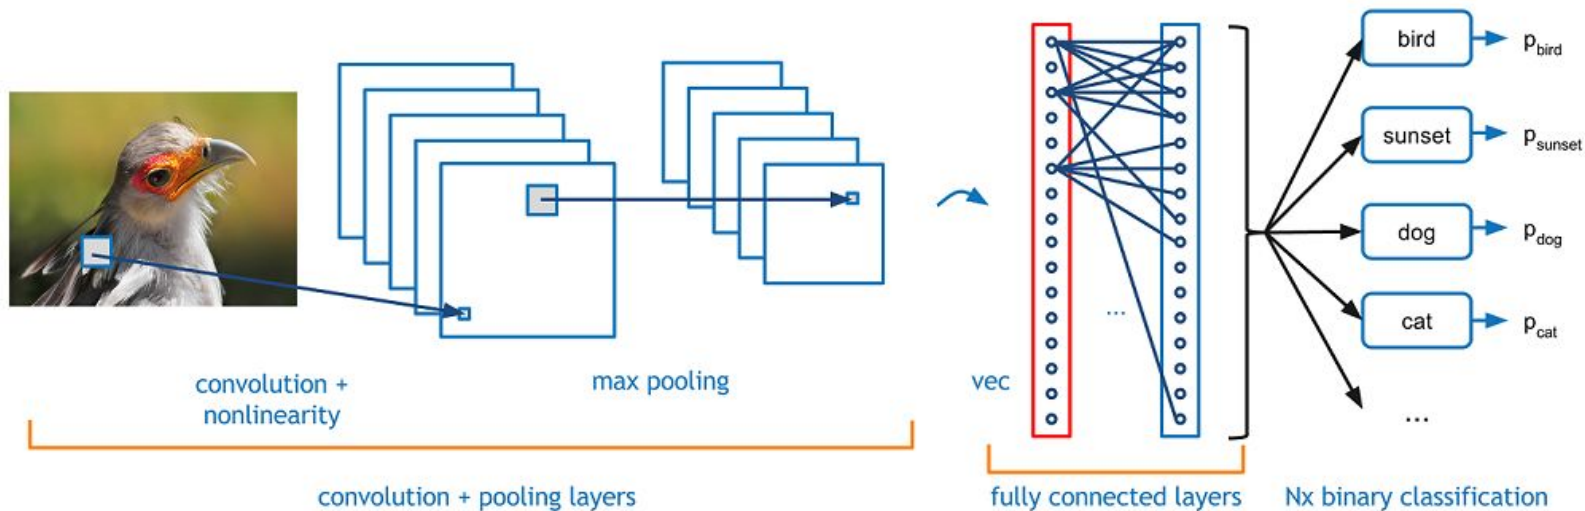 bird
p_bird
sunset
p_sunset
dog
p_dog
cat
p_cat
...
...
convolution +
nonlinearity
max pooling
vec
convolution + pooling layers
fully connected layers
Nx binary classification